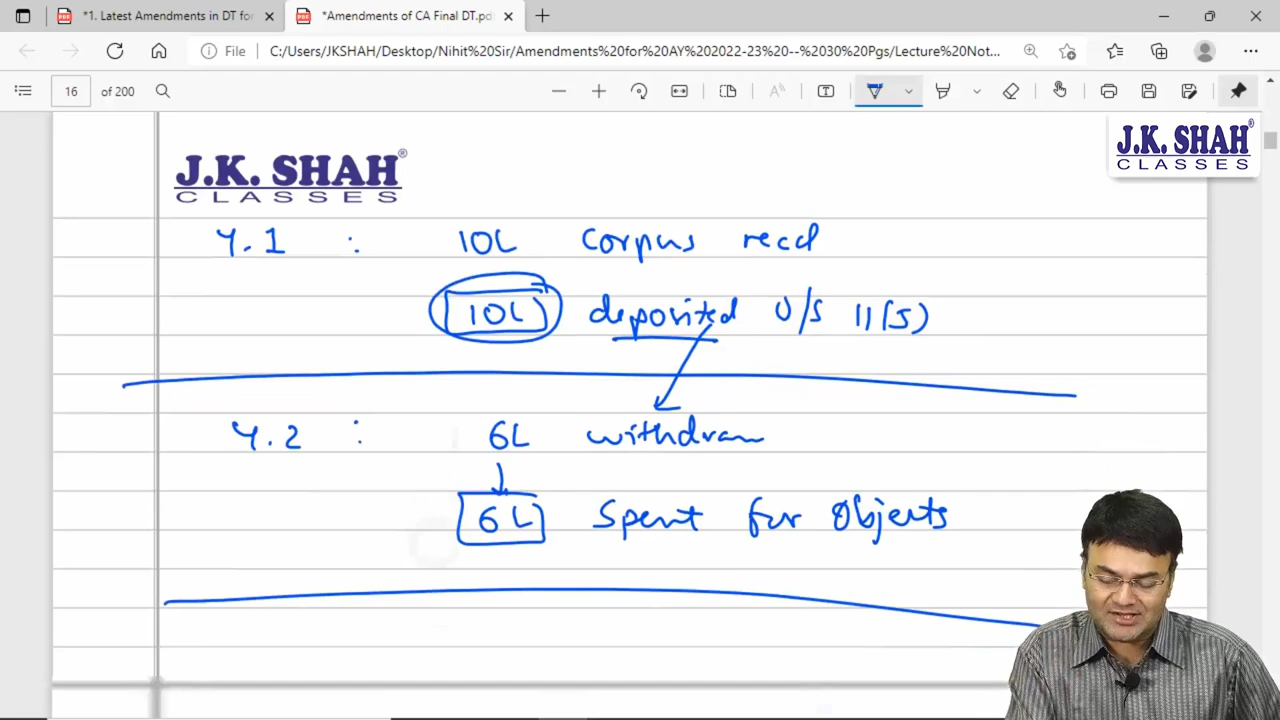 *1. Latest Amendments in DT for
*Amendments of CA Final DT.pd
File
C:/Users/JKSHAH/Desktop/Nihit%20Sir/Amendments%20for%20AY%202022-23%20--%2030%20Pgs/Lecture%20Not...
16 of 200
J.K. SHAH®
CLASSES
J.K. SHAH®
CLASSES
Y.1 : 10L Corpus recd
10L deposited U/S 11(5)
Y.2 : 6L withdraw
6L Spent for Objects